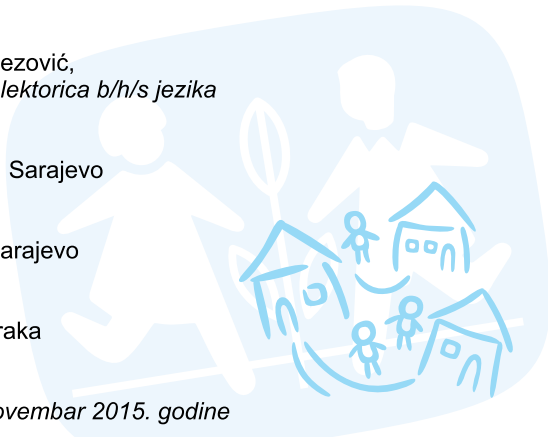 ezović,
lektorica b/h/s jezika
Sarajevo
arajevo
raka
ovembar 2015. godine